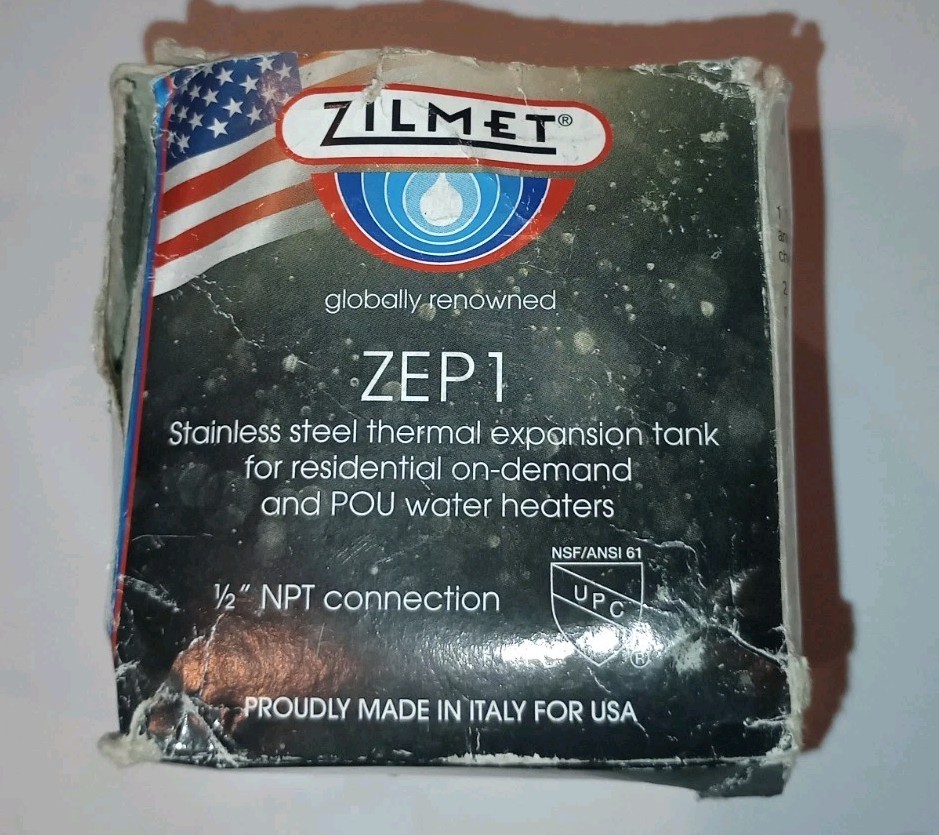 ZILMET®
globally renowned
ZEP1
Stainless steel thermal expansion tank
for residential on-demand
and POU water heaters
NSF/ANSI 61
½" NPT connection
UPC
®
PROUDLY MADE IN ITALY FOR USA